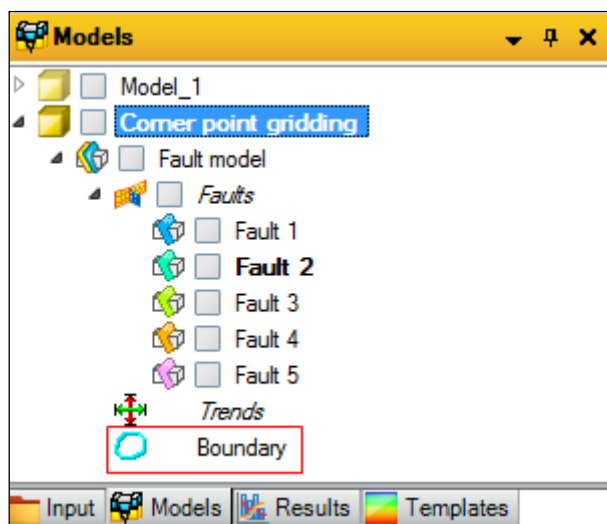 Models
Model_1
Corner point gridding
Fault model
Faults
Fault 1
Fault 2
Fault 3
Fault 4
Fault 5
Trends
Boundary
Input Models Results Templates